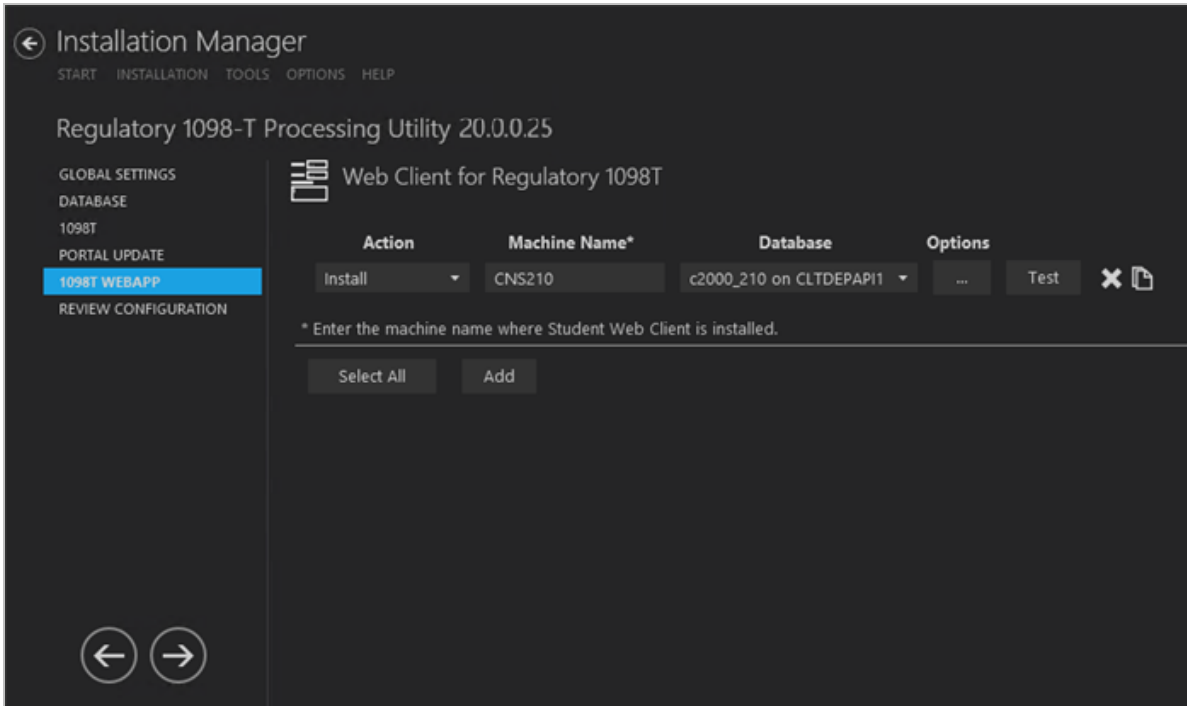 Installation Manager
START INSTALLATION TOOLS OPTIONS HELP
Regulatory 1098-T Processing Utility 20.0.0.25
GLOBAL SETTINGS
DATABASE
1098T
PORTAL UPDATE
1098T WEBAPP
REVIEW CONFIGURATION
Web Client for Regulatory 1098T
Action Machine Name* Database Options
Install CNS210 c2000_210 on CLTDEPAPI1 ... Test
* Enter the machine name where Student Web Client is installed.
Select All Add